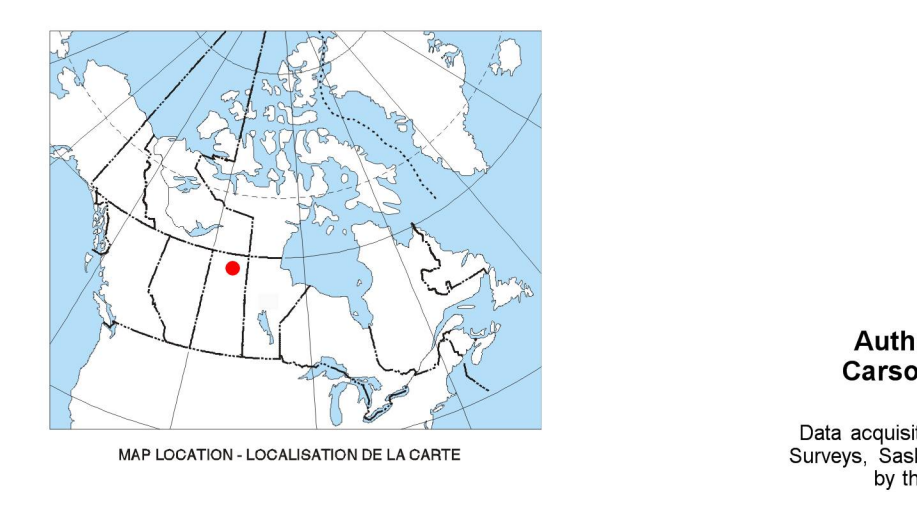 MAP LOCATION - LOCALISATION DE LA CARTE
Auth
Carso
Data acquisit
Surveys, Sask
by th